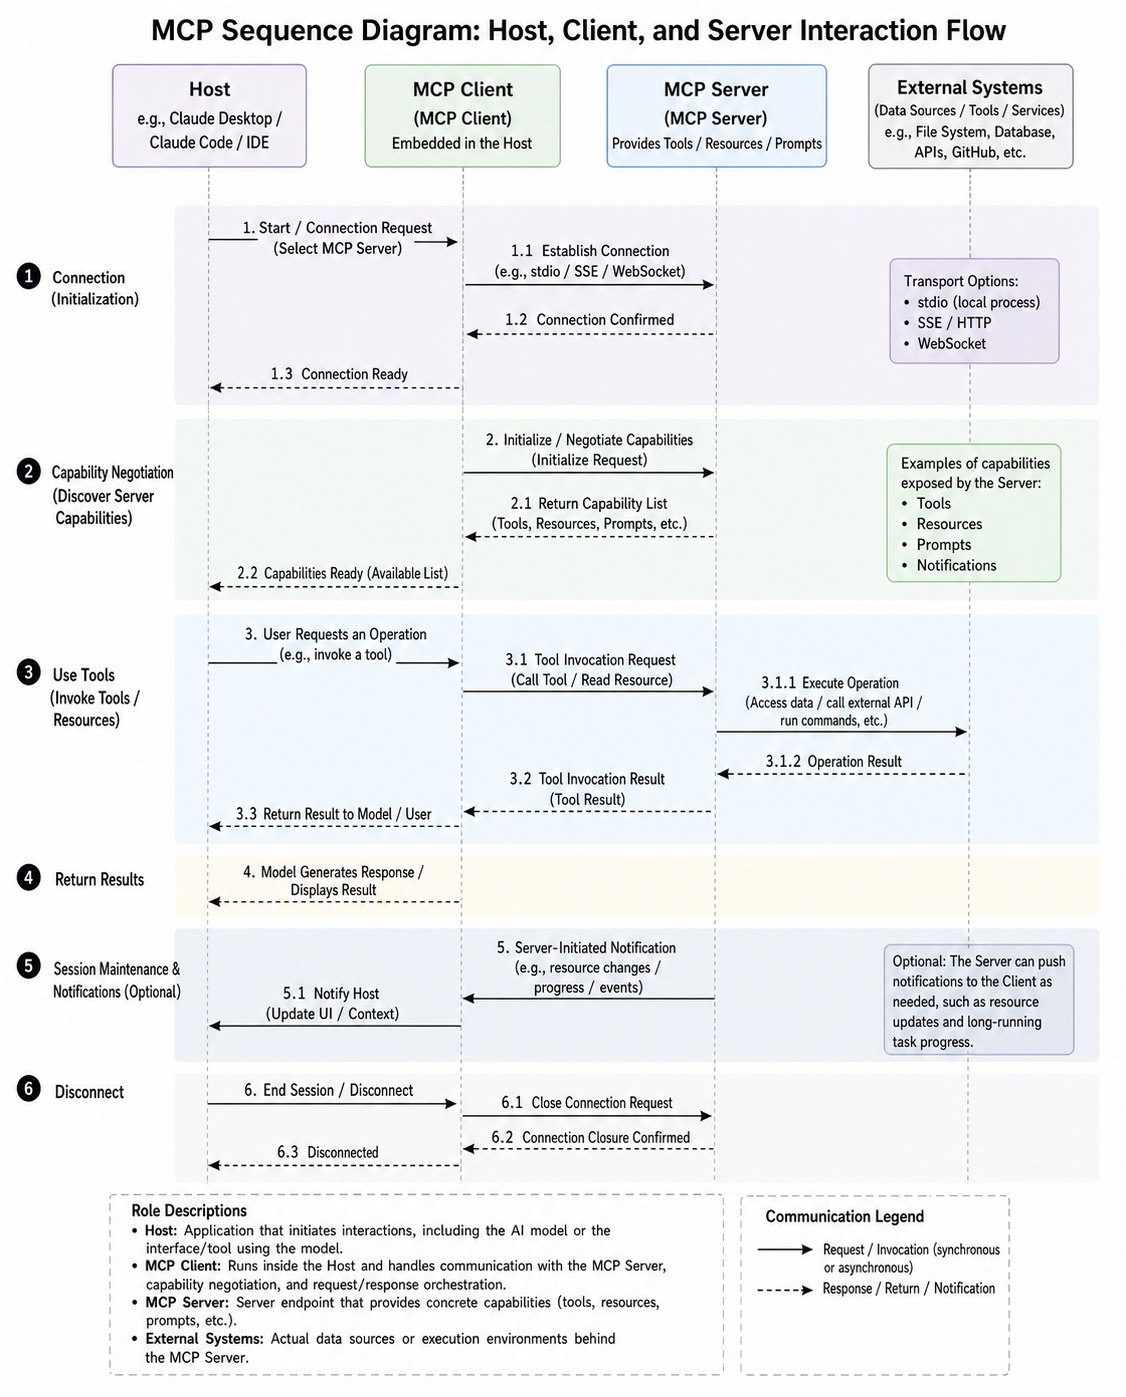 MCP Sequence Diagram: Host, Client, and Server Interaction Flow
Host
e.g., Claude Desktop /
Claude Code / IDE
MCP Client
(MCP Client)
Embedded in the Host
MCP Server
(MCP Server)
Provides Tools / Resources / Prompts
External Systems
(Data Sources / Tools / Services)
e.g., File System, Database,
APIs, GitHub, etc.
1
Connection
(Initialization)
1. Start / Connection Request
(Select MCP Server)
1.1 Establish Connection
(e.g., stdio / SSE / WebSocket)
1.2 Connection Confirmed
1.3 Connection Ready
Transport Options:
• stdio (local process)
• SSE / HTTP
• WebSocket
2
Capability Negotiation
(Discover Server
Capabilities)
2. Initialize / Negotiate Capabilities
(Initialize Request)
2.1 Return Capability List
(Tools, Resources, Prompts, etc.)
2.2 Capabilities Ready (Available List)
Examples of capabilities
exposed by the Server:
• Tools
• Resources
• Prompts
• Notifications
3
Use Tools
(Invoke Tools /
Resources)
3. User Requests an Operation
(e.g., invoke a tool)
3.1 Tool Invocation Request
(Call Tool / Read Resource)
3.1.1 Execute Operation
(Access data / call external API /
run commands, etc.)
3.1.2 Operation Result
3.2 Tool Invocation Result
(Tool Result)
3.3 Return Result to Model / User
4
Return Results
4. Model Generates Response /
Displays Result
5
Session Maintenance &
Notifications (Optional)
5. Server-Initiated Notification
(e.g., resource changes /
progress / events)
5.1 Notify Host
(Update UI / Context)
Optional: The Server can push
notifications to the Client as
needed, such as resource
updates and long-running
task progress.
6
Disconnect
6. End Session / Disconnect
6.1 Close Connection Request
6.2 Connection Closure Confirmed
6.3 Disconnected
Role Descriptions
• Host: Application that initiates interactions, including the AI model or the
interface/tool using the model.
• MCP Client: Runs inside the Host and handles communication with the MCP Server,
capability negotiation, and request/response orchestration.
• MCP Server: Server endpoint that provides concrete capabilities (tools, resources,
prompts, etc.).
• External Systems: Actual data sources or execution environments behind
the MCP Server.
Communication Legend
Request / Invocation (synchronous
or asynchronous)
Response / Return / Notification